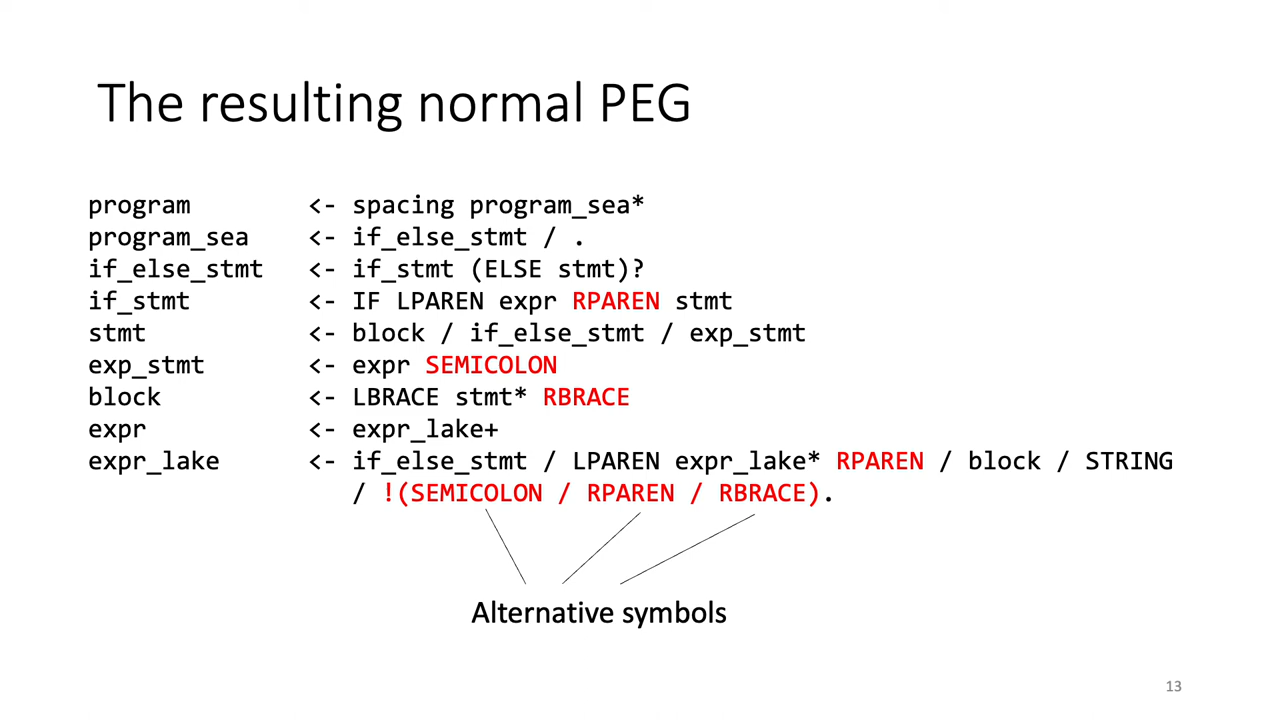 The resulting normal PEG
program <- spacing program_sea*
program_sea <- if_else_stmt / .
if_else_stmt <- if_stmt (ELSE stmt)?
if_stmt <- IF LPAREN expr RPAREN stmt
stmt <- block / if_else_stmt / exp_stmt
exp_stmt <- expr SEMICOLON
block <- LBRACE stmt* RBRACE
expr <- expr_lake+
expr_lake <- if_else_stmt / LPAREN expr_lake* RPAREN / block / STRING
/ !(SEMICOLON / RPAREN / RBRACE).
Alternative symbols
13